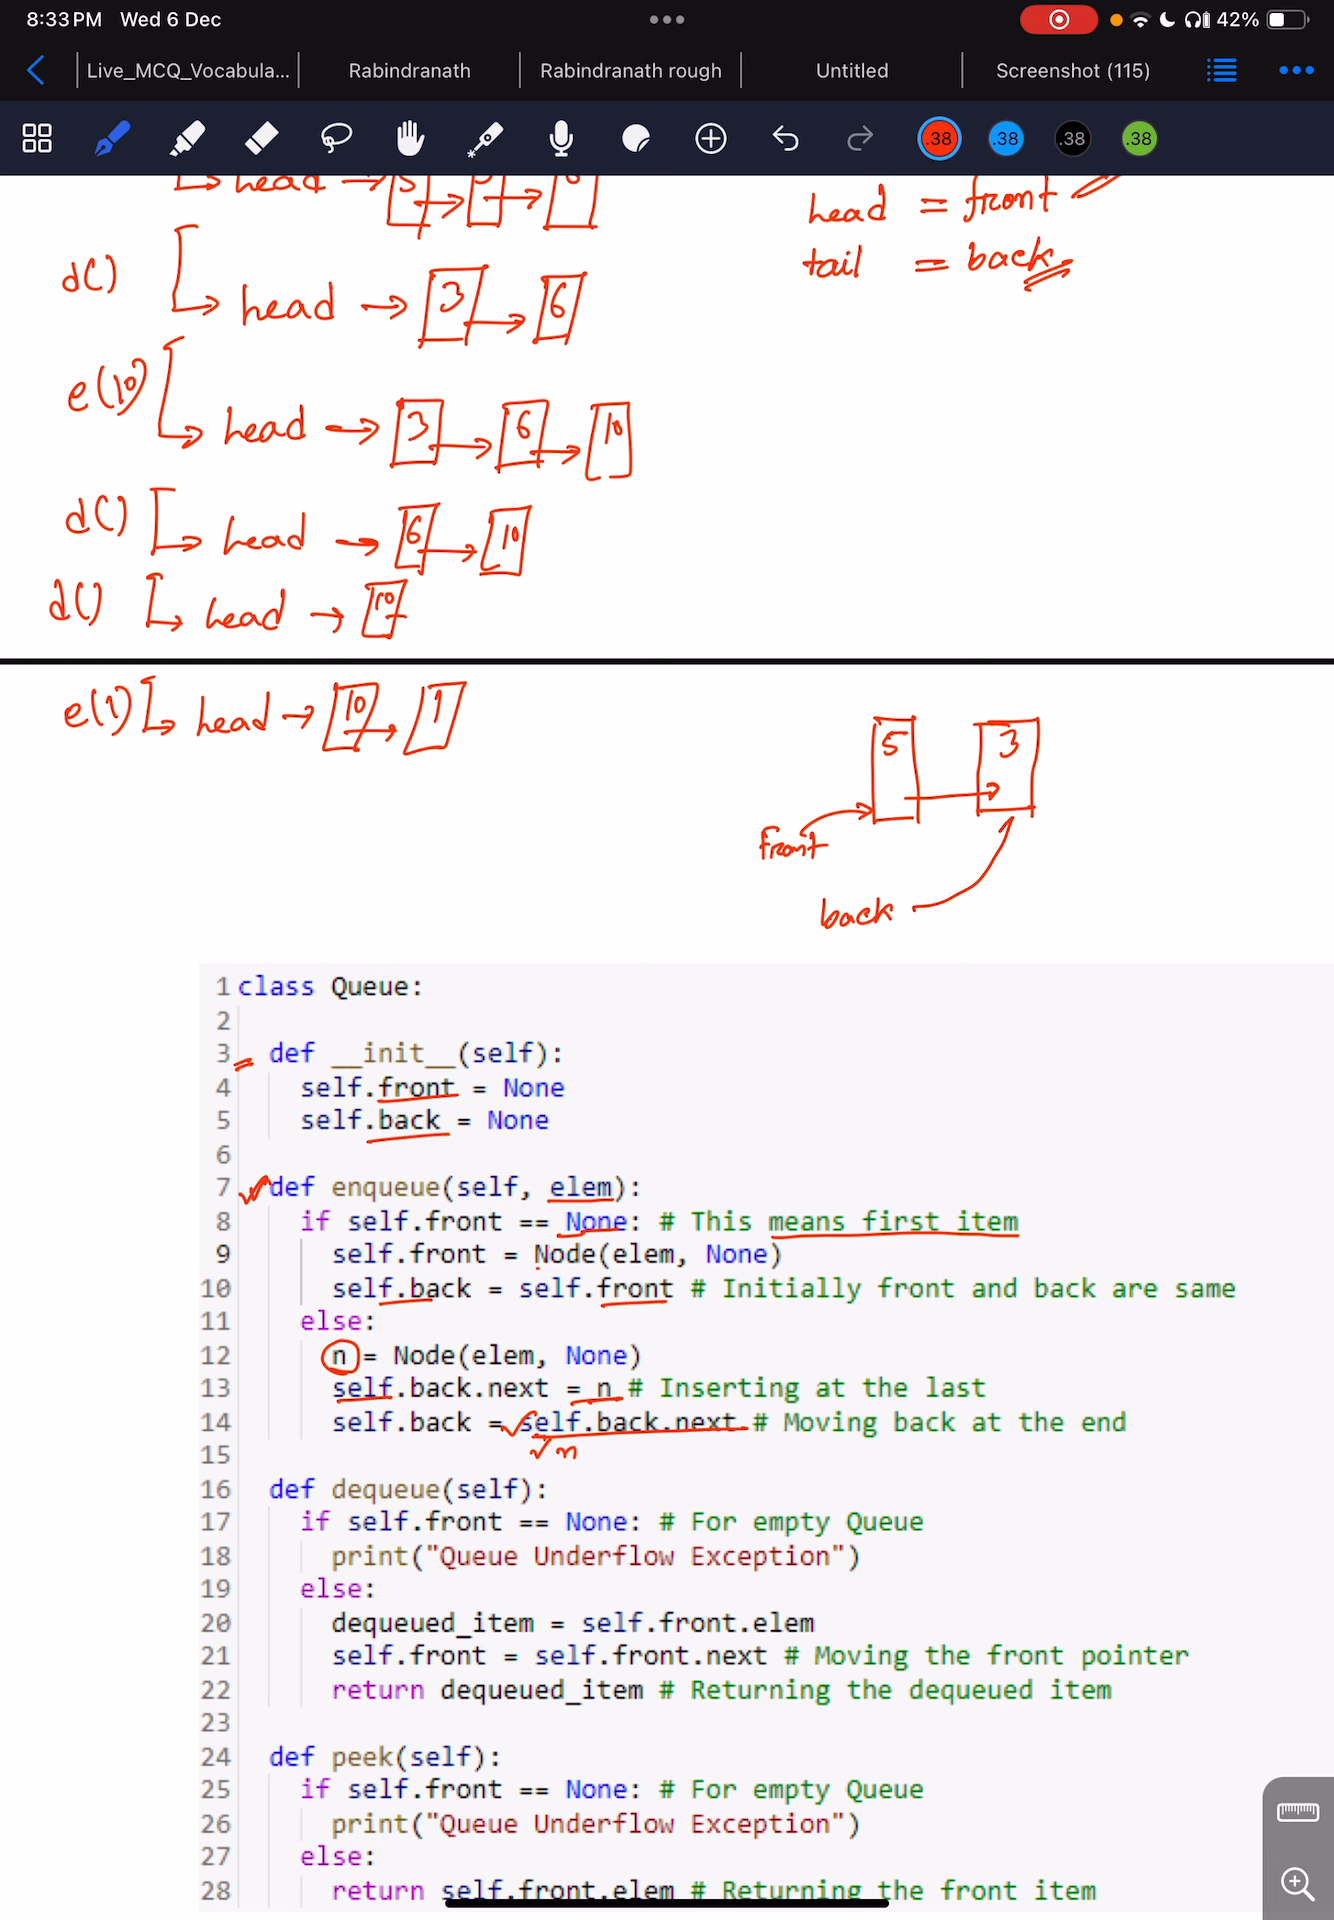 8:33 PM Wed 6 Dec
42%
Live_MCQ_Vocabula... Rabindranath Rabindranath rough Untitled Screenshot (115)
.38 .38 .38 .38
head →
head = front
tail = back
d()
head → 3 → 6
e(10)
head → 3 → 6 → 10
d() head → 6 → 10
d() head → 10
e(1) head → 10 → 1
5 → 3
front
back
1 class Queue:
2
3 def __init__(self):
4 self.front = None
5 self.back = None
6
7 def enqueue(self, elem):
8 if self.front == None: # This means first item
9 self.front = Node(elem, None)
10 self.back = self.front # Initially front and back are same
11 else:
12 n = Node(elem, None)
13 self.back.next = n # Inserting at the last
14 self.back = self.back.next # Moving back at the end
n
15
16 def dequeue(self):
17 if self.front == None: # For empty Queue
18 print("Queue Underflow Exception")
19 else:
20 dequeued_item = self.front.elem
21 self.front = self.front.next # Moving the front pointer
22 return dequeued_item # Returning the dequeued item
23
24 def peek(self):
25 if self.front == None: # For empty Queue
26 print("Queue Underflow Exception")
27 else:
28 return self.front.elem # Returning the front item